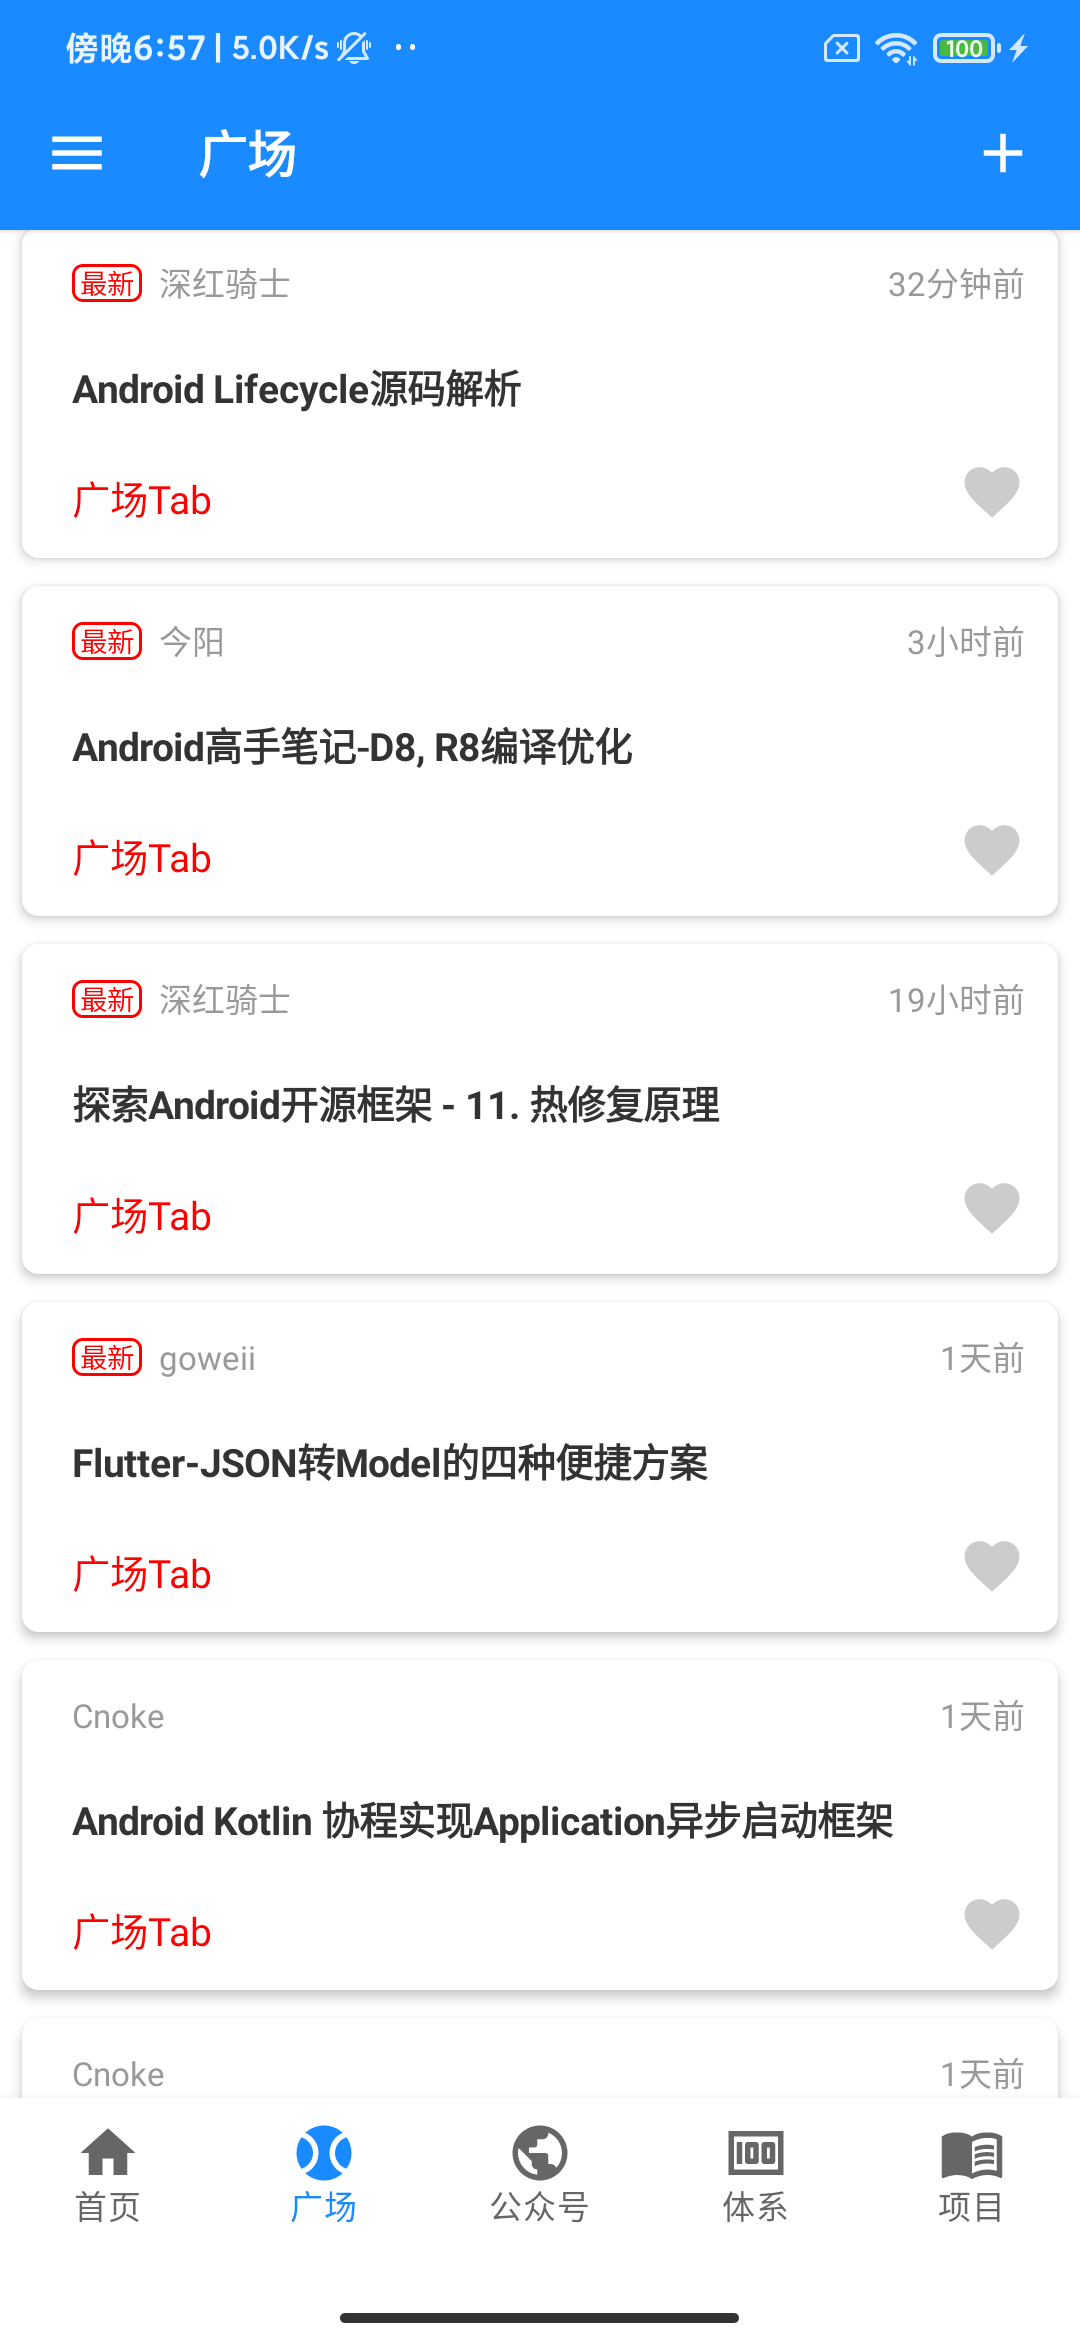 傍晚6:57 | 5.0K/s
100
广场
最新 深红骑士 32分钟前
Android Lifecycle源码解析
广场Tab
最新 今阳 3小时前
Android高手笔记-D8, R8编译优化
广场Tab
最新 深红骑士 19小时前
探索Android开源框架 - 11. 热修复原理
广场Tab
最新 goweii 1天前
Flutter-JSON转Model的四种便捷方案
广场Tab
Cnoke 1天前
Android Kotlin 协程实现Application异步启动框架
广场Tab
Cnoke 1天前
首页 广场 公众号 体系 项目